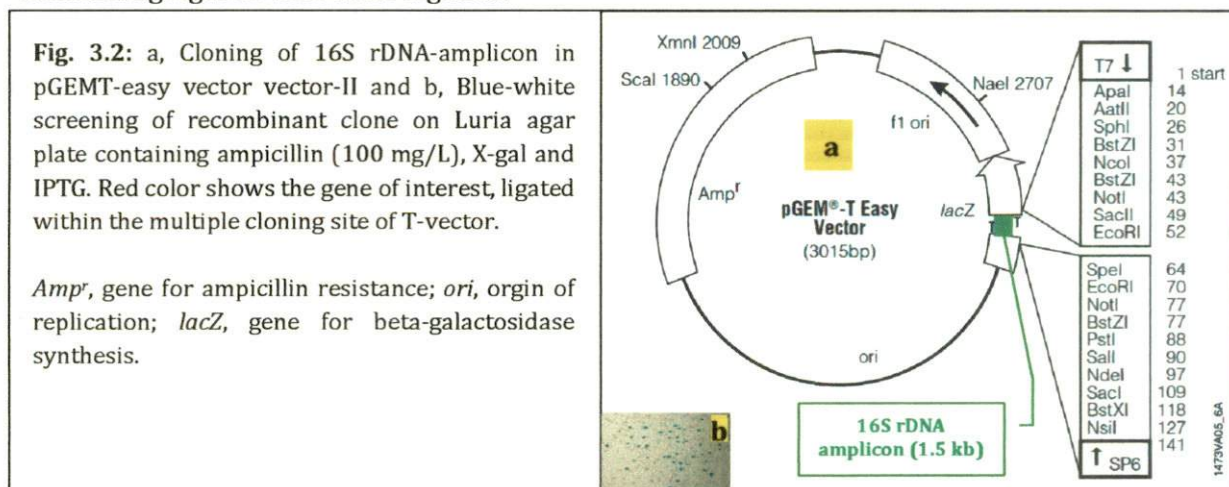 Fig. 3.2: a, Cloning of 16S rDNA-amplicon in
pGEMT-easy vector vector-II and b, Blue-white
screening of recombinant clone on Luria agar
plate containing ampicillin (100 mg/L), X-gal and
IPTG. Red color shows the gene of interest, ligated
within the multiple cloning site of T-vector.
Ampʳ, gene for ampicillin resistance; ori, orgin of
replication; lacZ, gene for beta-galactosidase
synthesis.
XmnI 2009
ScaI 1890
NaeI 2707
f1 ori
a
Ampʳ
pGEM®-T Easy
Vector
(3015bp)
lacZ
T T
ori
T7 ↓
1 start
ApaI 14
AatII 20
SphI 26
BstZI 31
NcoI 37
BstZI 43
NotI 43
SacII 49
EcoRI 52
SpeI 64
EcoRI 70
NotI 77
BstZI 77
PstI 88
SalI 90
NdeI 97
SacI 109
BstXI 118
NsiI 127
141
↑ SP6
16S rDNA
amplicon (1.5 kb)
b
1473VA05_6A